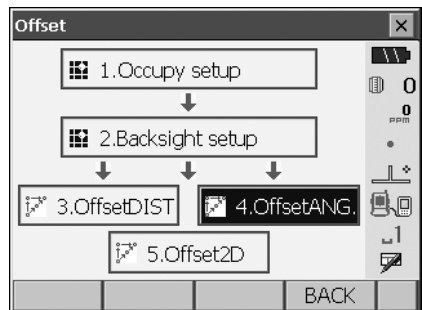 Offset
1.Occupy setup
0
0
PPM
2.Backsight setup
3.OffsetDIST
4.OffsetANG.
1
5.Offset2D
BACK